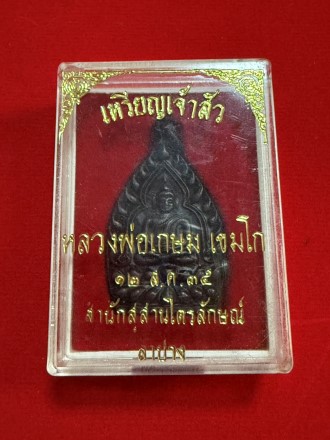 เหรียญเจ้าสัว
หลวงพ่อเกษม เขมโก
๑๒ ส.ค.๓๕
สำนักสุสานไตรลักษณ์
ลำปาง